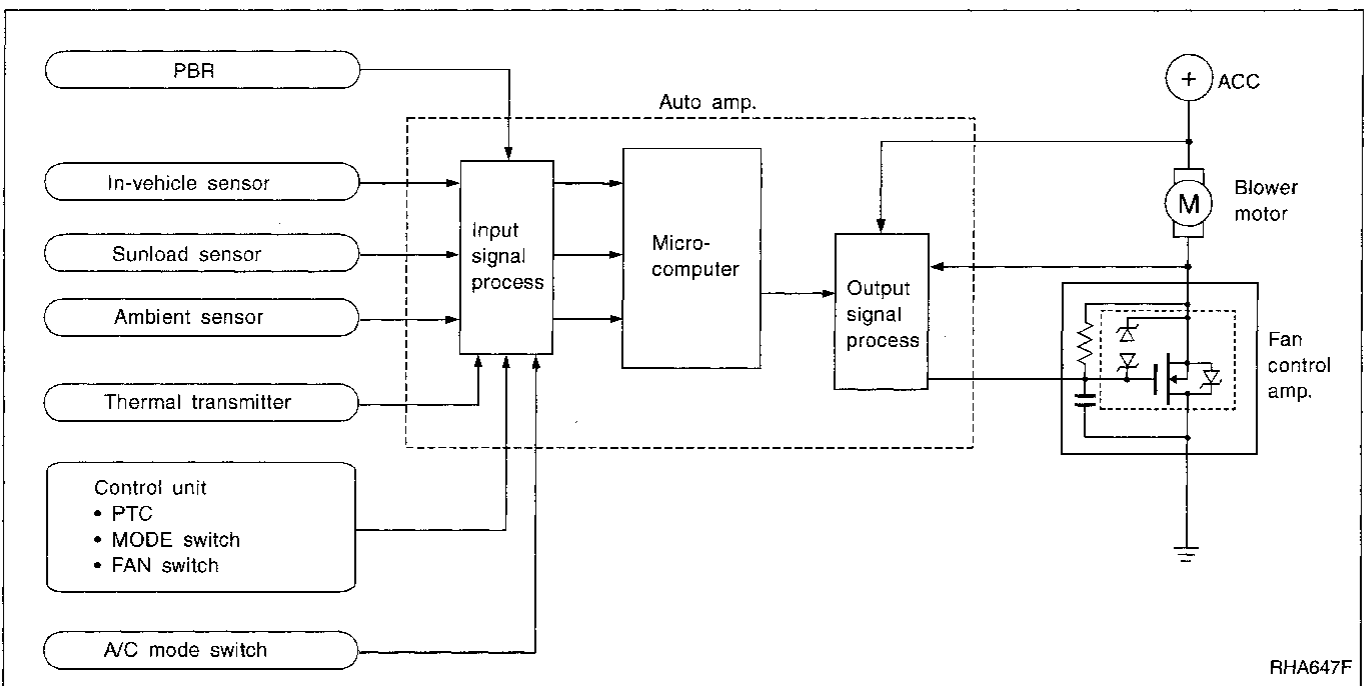 PBR
In-vehicle sensor
Sunload sensor
Ambient sensor
Thermal transmitter
Control unit
• PTC
• MODE switch
• FAN switch
A/C mode switch
Auto amp.
Input
signal
process
Micro-
computer
Output
signal
process
+
ACC
M
Blower
motor
Fan
control
amp.
RHA647F